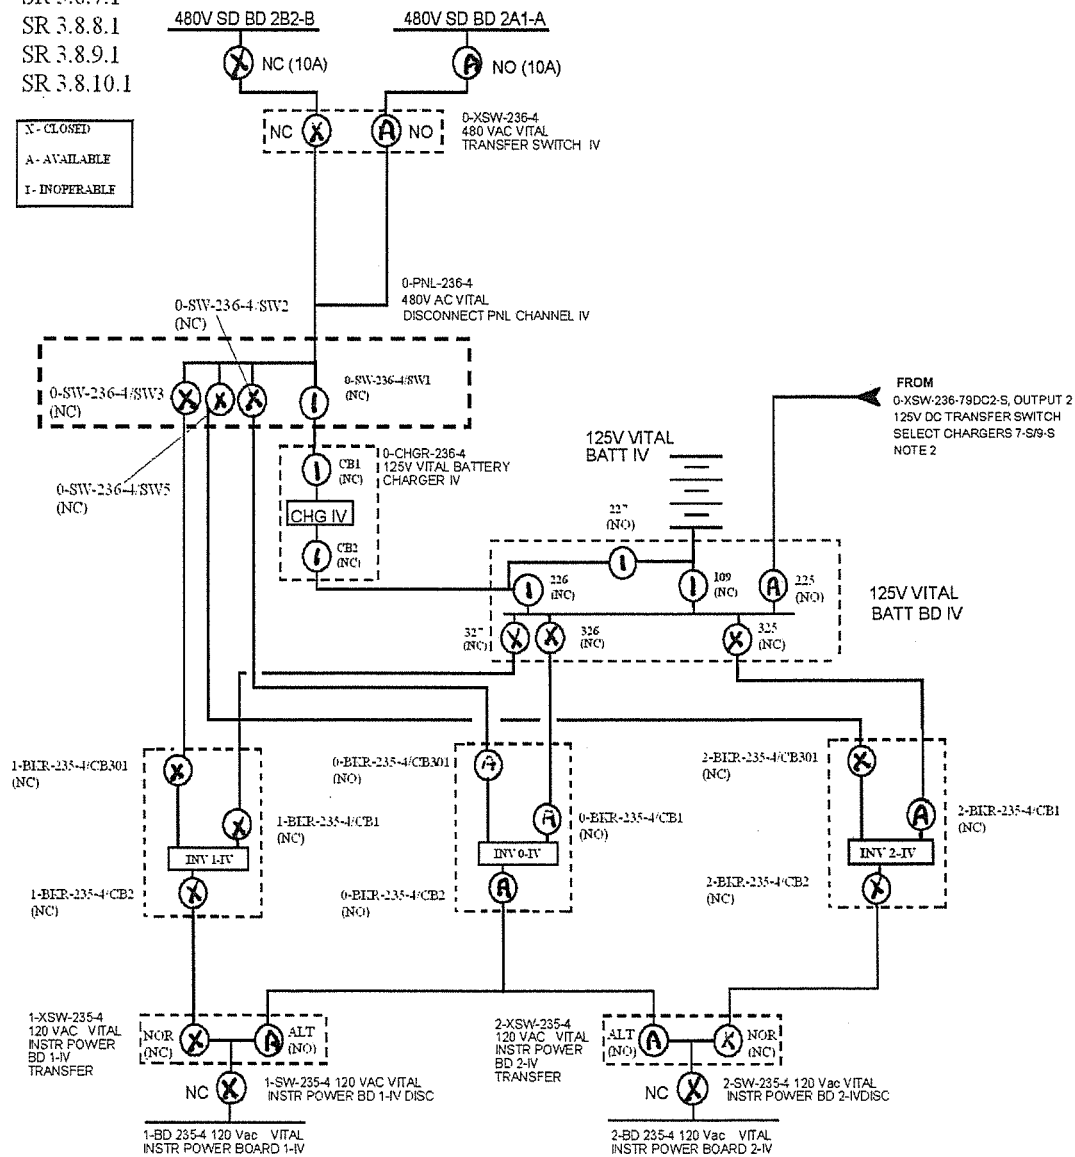 SR 3.8.7.1
SR 3.8.8.1
SR 3.8.9.1
SR 3.8.10.1
X - CLOSED
A - AVAILABLE
I - INOPERABLE
480V SD BD 2B2-B
480V SD BD 2A1-A
X
NC (10A)
A
NO (10A)
NC
X
A
NO
0-XSW-236-4
480 VAC VITAL
TRANSFER SWITCH IV
0-PNL-236-4
480V AC VITAL
DISCONNECT PNL CHANNEL IV
0-SW-236-4/SW2
(NC)
0-SW-236-4/SW3
(NC)
X
X
X
I
0-SW-236-4/SW1
(NC)
0-SW-236-4/SW5
(NC)
FROM
0-XSW-236-79DC2-S, OUTPUT 2
125V DC TRANSFER SWITCH
SELECT CHARGERS 7-S/9-S
NOTE 2
0-CHGR-236-4
125V VITAL BATTERY
CHARGER IV
I
CB1
(NC)
CHG IV
I
CB2
(NC)
125V VITAL
BATT IV
227
(NO)
I
I
226
(NC)
I
109
(NC)
A
225
(NO)
125V VITAL
BATT BD IV
327
(NC)
X
X
326
(NC)
X
325
(NC)
1-BKR-235-4/CB301
(NC)
X
X
1-BKR-235-4/CB1
(NC)
INV 1-IV
1-BKR-235-4/CB2
(NC)
X
0-BKR-235-4/CB301
(NO)
A
A
0-BKR-235-4/CB1
(NO)
INV 0-IV
0-BKR-235-4/CB2
(NO)
A
2-BKR-235-4/CB301
(NC)
X
A
2-BKR-235-4/CB1
(NC)
INV 2-IV
2-BKR-235-4/CB2
(NC)
X
1-XSW-235-4
120 VAC VITAL
INSTR POWER
BD 1-IV
TRANSFER
NOR
(NC)
X
A
ALT
(NO)
NC
X
1-SW-235-4 120 VAC VITAL
INSTR POWER BD 1-IV DISC
1-BD 235-4 120 Vac VITAL
INSTR POWER BOARD 1-IV
2-XSW-235-4
120 VAC VITAL
INSTR POWER
BD 2-IV
TRANSFER
ALT
(NO)
A
X
NOR
(NC)
NC
X
2-SW-235-4 120 Vac VITAL
INSTR POWER BD 2-IVDISC
2-BD 235-4 120 Vac VITAL
INSTR POWER BOARD 2-IV